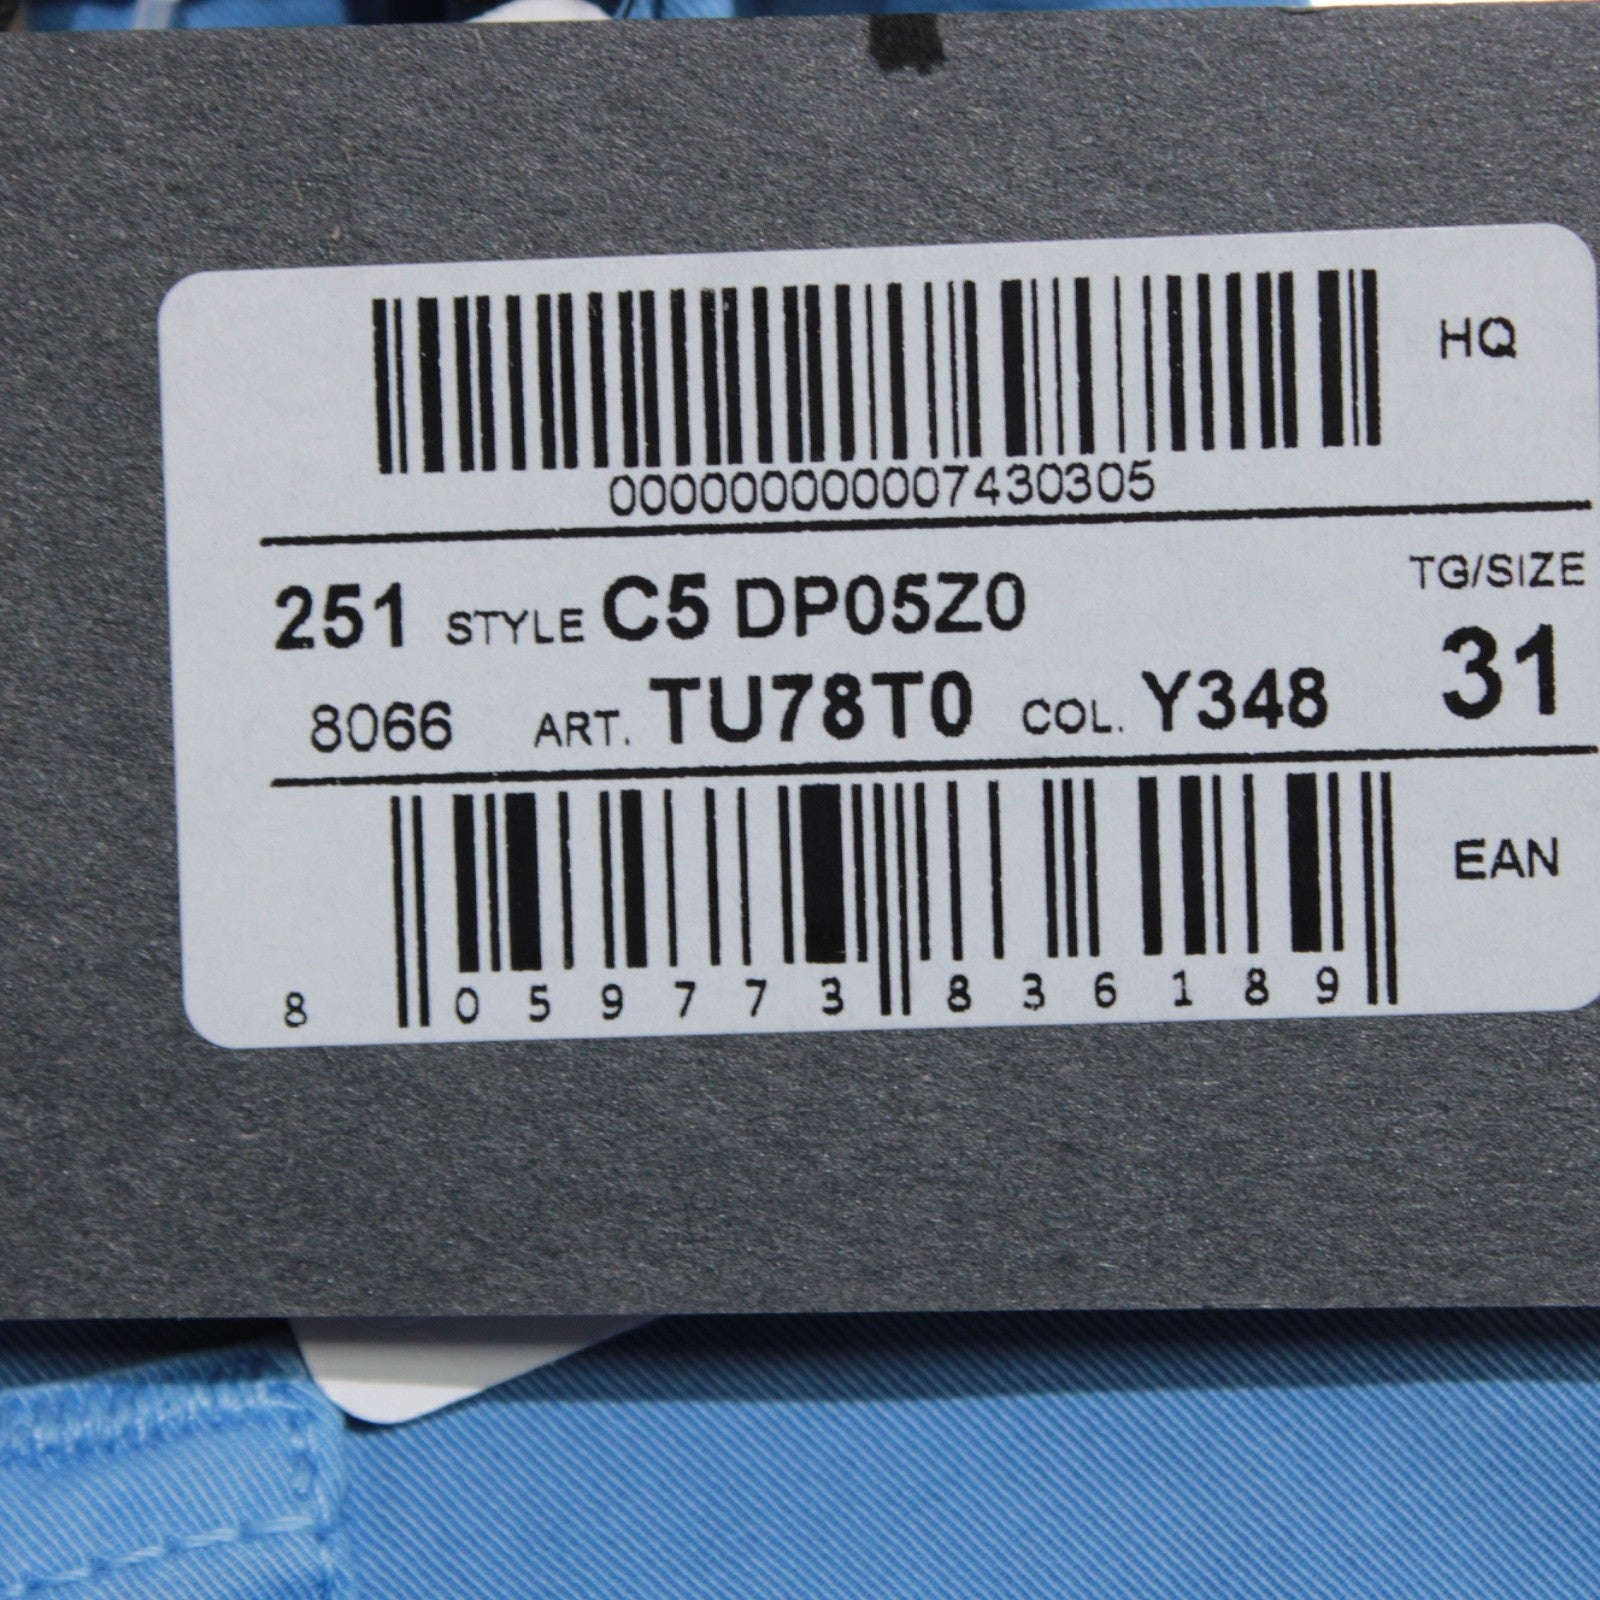 HQ
000000000007430305
251 STYLE C5 DP05Z0 TG/SIZE
8066 ART. TU78T0 COL. Y348 31
EAN
8 059773 836189